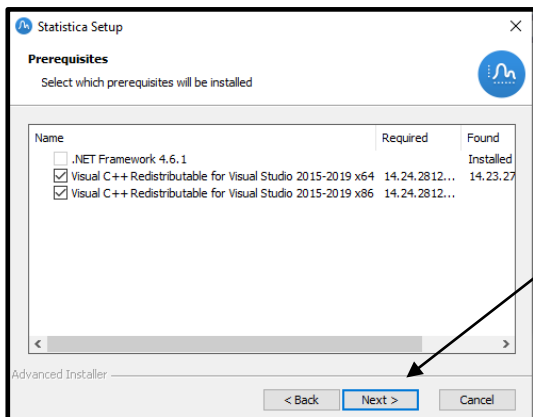 Statistica Setup
Prerequisites
Select which prerequisites will be installed
Name Required Found
.NET Framework 4.6.1 Installed
Visual C++ Redistributable for Visual Studio 2015-2019 x64 14.24.2812... 14.23.27
Visual C++ Redistributable for Visual Studio 2015-2019 x86 14.24.2812...
Advanced Installer
< Back Next > Cancel